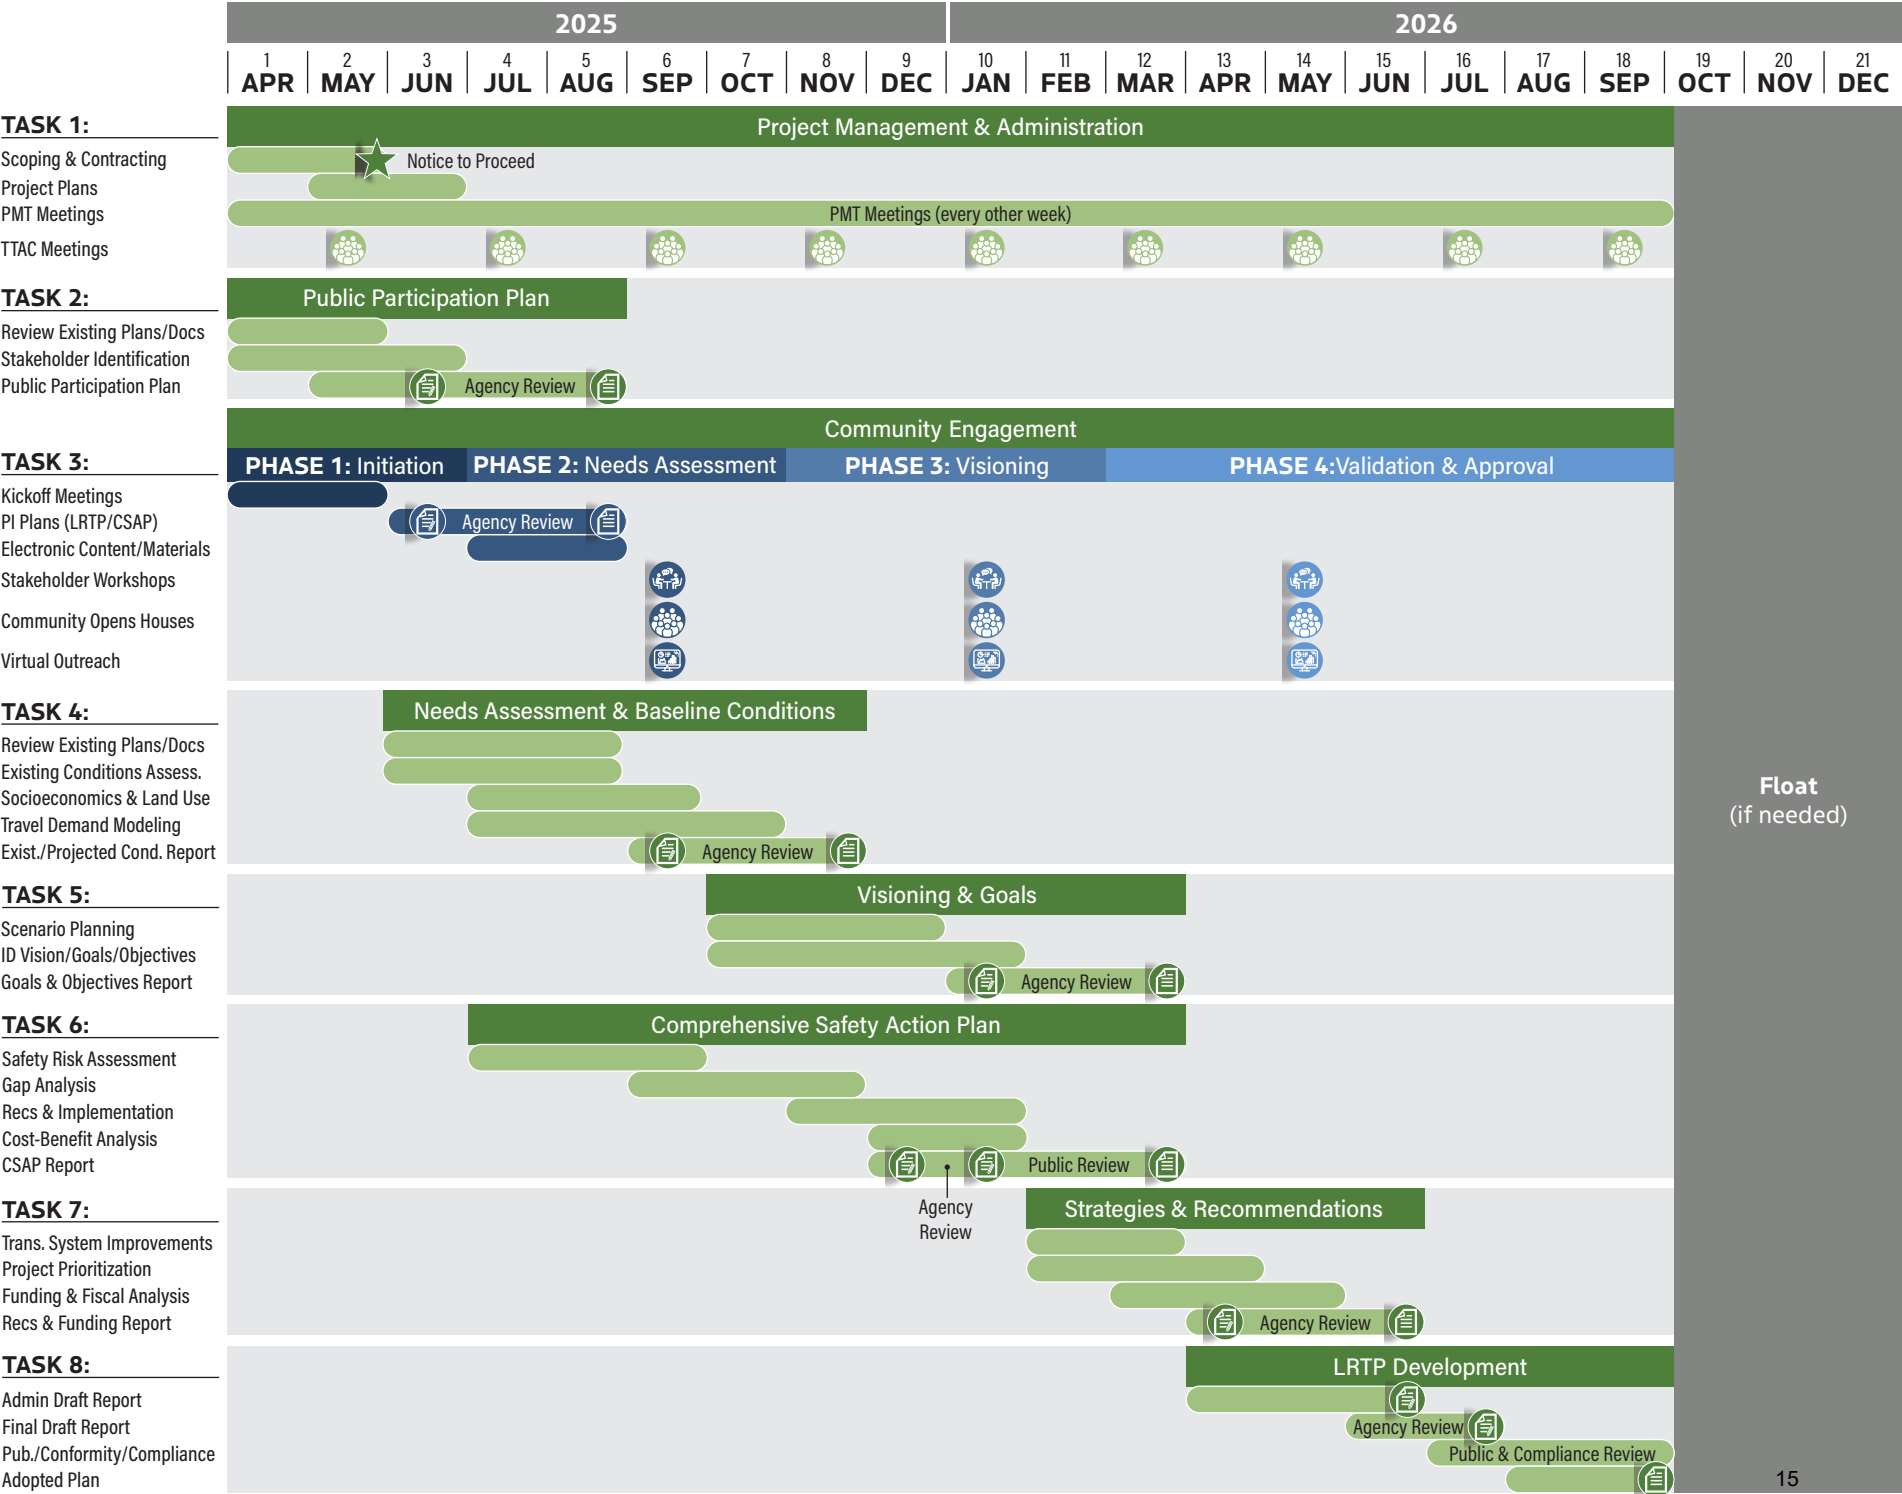 2025 2026
1 2 3 4 5 6 7 8 9 10 11 12 13 14 15 16 17 18 19 20 21
APR MAY JUN JUL AUG SEP OCT NOV DEC JAN FEB MAR APR MAY JUN JUL AUG SEP OCT NOV DEC
TASK 1: Project Management & Administration
Scoping & Contracting Notice to Proceed
Project Plans
PMT Meetings PMT Meetings (every other week)
TTAC Meetings
TASK 2: Public Participation Plan
Review Existing Plans/Docs
Stakeholder Identification
Public Participation Plan Agency Review
Community Engagement
TASK 3: PHASE 1: Initiation PHASE 2: Needs Assessment PHASE 3: Visioning PHASE 4:Validation & Approval
Kickoff Meetings
PI Plans (LRTP/CSAP) Agency Review
Electronic Content/Materials
Stakeholder Workshops
Community Opens Houses
Virtual Outreach
TASK 4: Needs Assessment & Baseline Conditions
Review Existing Plans/Docs
Existing Conditions Assess.
Socioeconomics & Land Use
Travel Demand Modeling
Exist./Projected Cond. Report Agency Review
Float
(if needed)
TASK 5: Visioning & Goals
Scenario Planning
ID Vision/Goals/Objectives
Goals & Objectives Report Agency Review
TASK 6: Comprehensive Safety Action Plan
Safety Risk Assessment
Gap Analysis
Recs & Implementation
Cost-Benefit Analysis
CSAP Report Public Review
Agency
Review
TASK 7: Strategies & Recommendations
Trans. System Improvements
Project Prioritization
Funding & Fiscal Analysis
Recs & Funding Report Agency Review
TASK 8: LRTP Development
Admin Draft Report
Final Draft Report Agency Review
Pub./Conformity/Compliance Public & Compliance Review
Adopted Plan
15